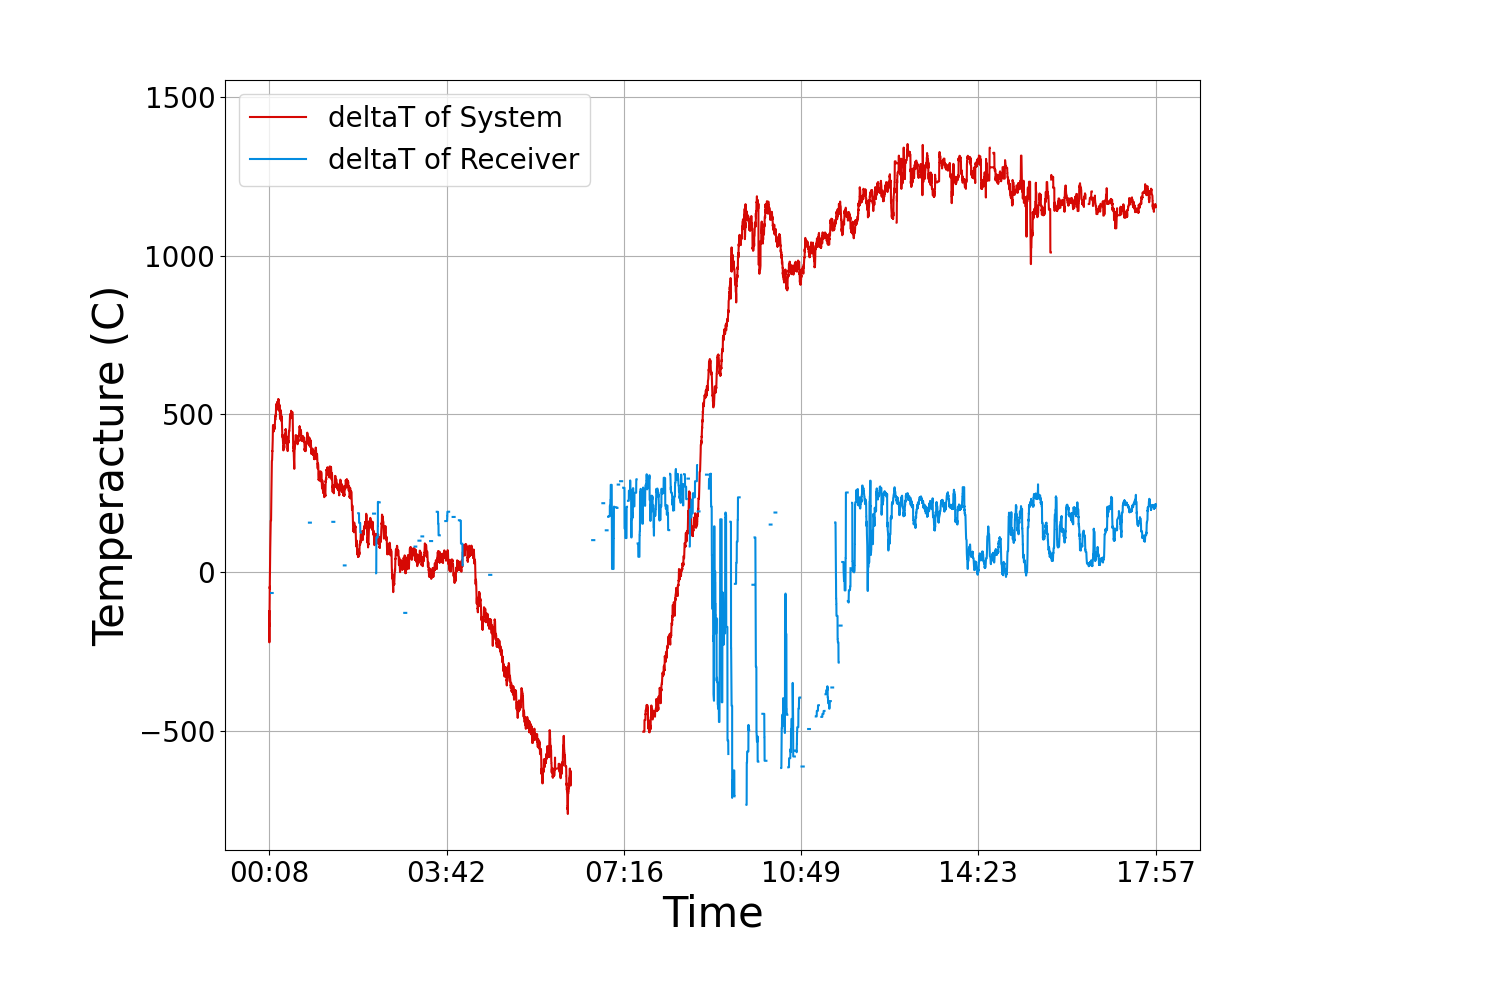 1500
1000
500
0
−500
deltaT of System
deltaT of Receiver
Temperacture (C)
00:08 03:42 07:16 10:49 14:23 17:57
Time